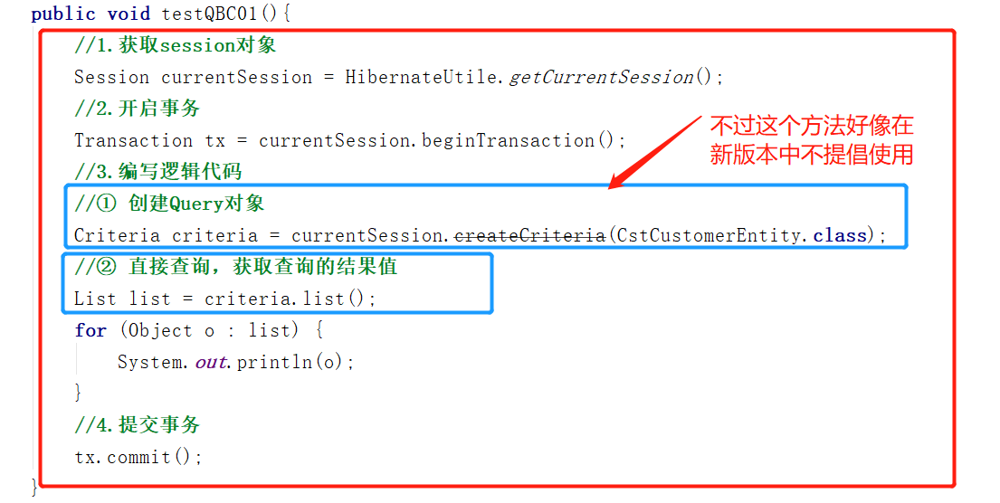 public void testQBC01(){
//1.获取session对象
Session currentSession = HibernateUtile.getCurrentSession();
//2.开启事务
Transaction tx = currentSession.beginTransaction();
不过这个方法好像在
新版本中不提倡使用
//3.编写逻辑代码
//① 创建Query对象
Criteria criteria = currentSession.createCriteria(CstCustomerEntity.class);
//② 直接查询，获取查询的结果值
List list = criteria.list();
for (Object o : list) {
System.out.println(o);
}
//4.提交事务
tx.commit();
}